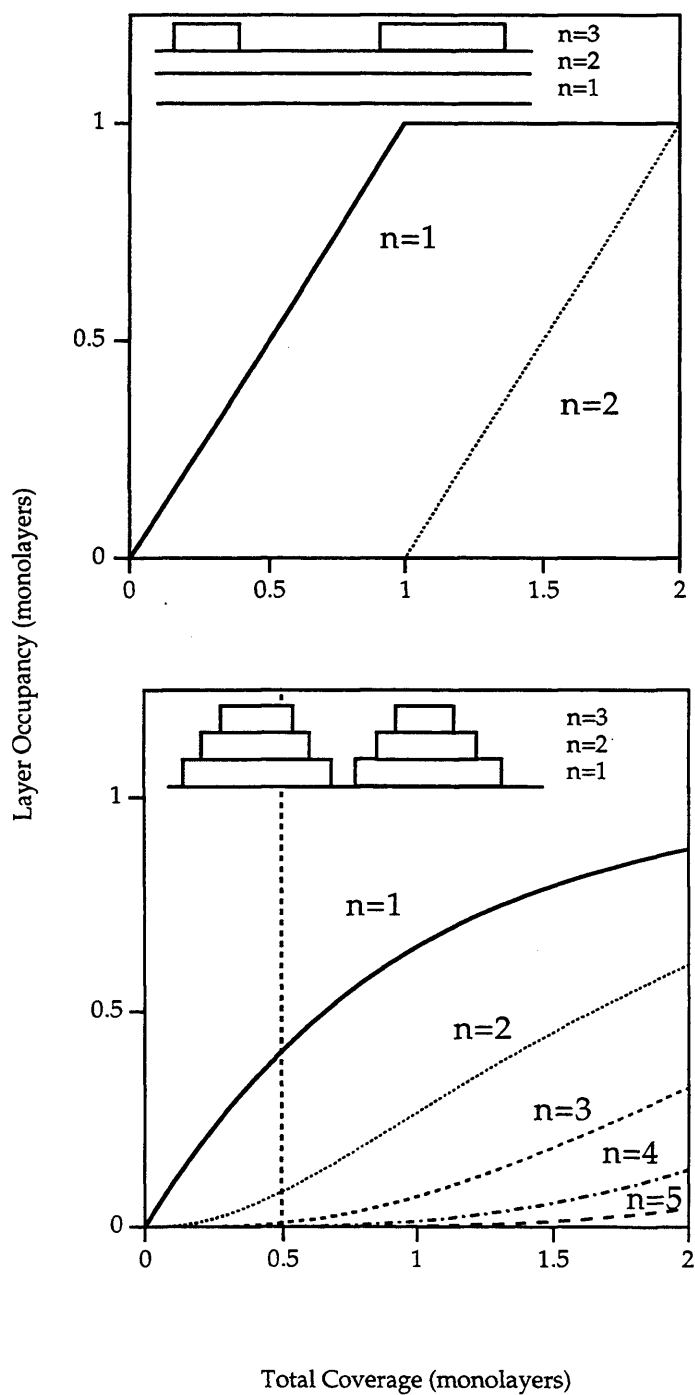 n=3
n=2
n=1
1
n=1
0.5
n=2
0
0
0.5
1
1.5
2
Layer Occupancy (monolayers)
n=3
n=2
n=1
1
n=1
0.5
n=2
n=3
n=4
n=5
0
0
0.5
1
1.5
2
Total Coverage (monolayers)